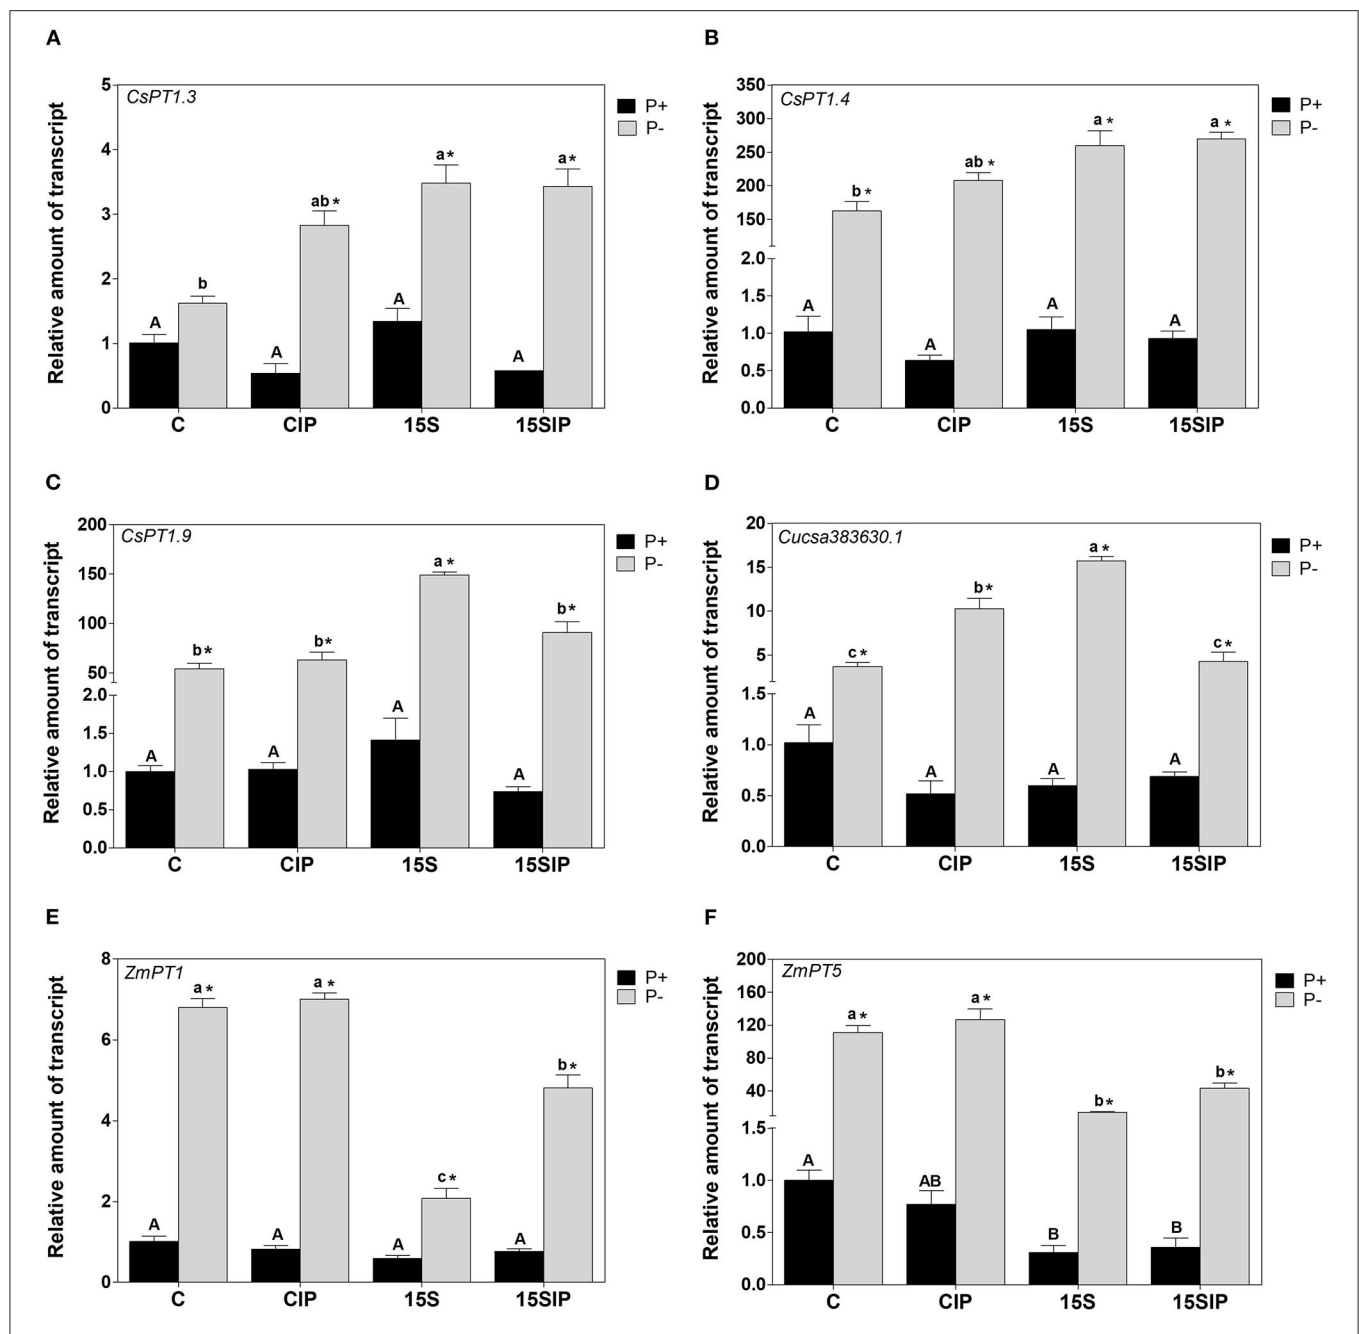 A
Relative amount of transcript
CsPT1.3
P+
P-
5
4
3
2
1
0
A
b
A
ab*
A
a*
A
a*
C
CIP
15S
15SIP
B
Relative amount of transcript
CsPT1.4
P+
P-
350
300
250
200
150
2.0
1.5
1.0
0.5
0.0
A
b*
A
ab*
A
a*
A
a*
C
CIP
15S
15SIP
C
Relative amount of transcript
CsPT1.9
P+
P-
200
150
100
50
2.0
1.5
1.0
0.5
0.0
A
b*
A
b*
A
a*
A
b*
C
CIP
15S
15SIP
D
Relative amount of transcript
Cucsa383630.1
P+
P-
20
15
10
5
1.5
1.0
0.5
0.0
A
c*
A
b*
A
a*
A
c*
C
CIP
15S
15SIP
E
Relative amount of transcript
ZmPT1
P+
P-
8
6
4
2
0
A
a*
A
a*
A
c*
A
b*
C
CIP
15S
15SIP
F
Relative amount of transcript
ZmPT5
P+
P-
200
160
120
80
40
1.5
1.0
0.5
0.0
A
a*
AB
a*
B
b*
B
b*
C
CIP
15S
15SIP